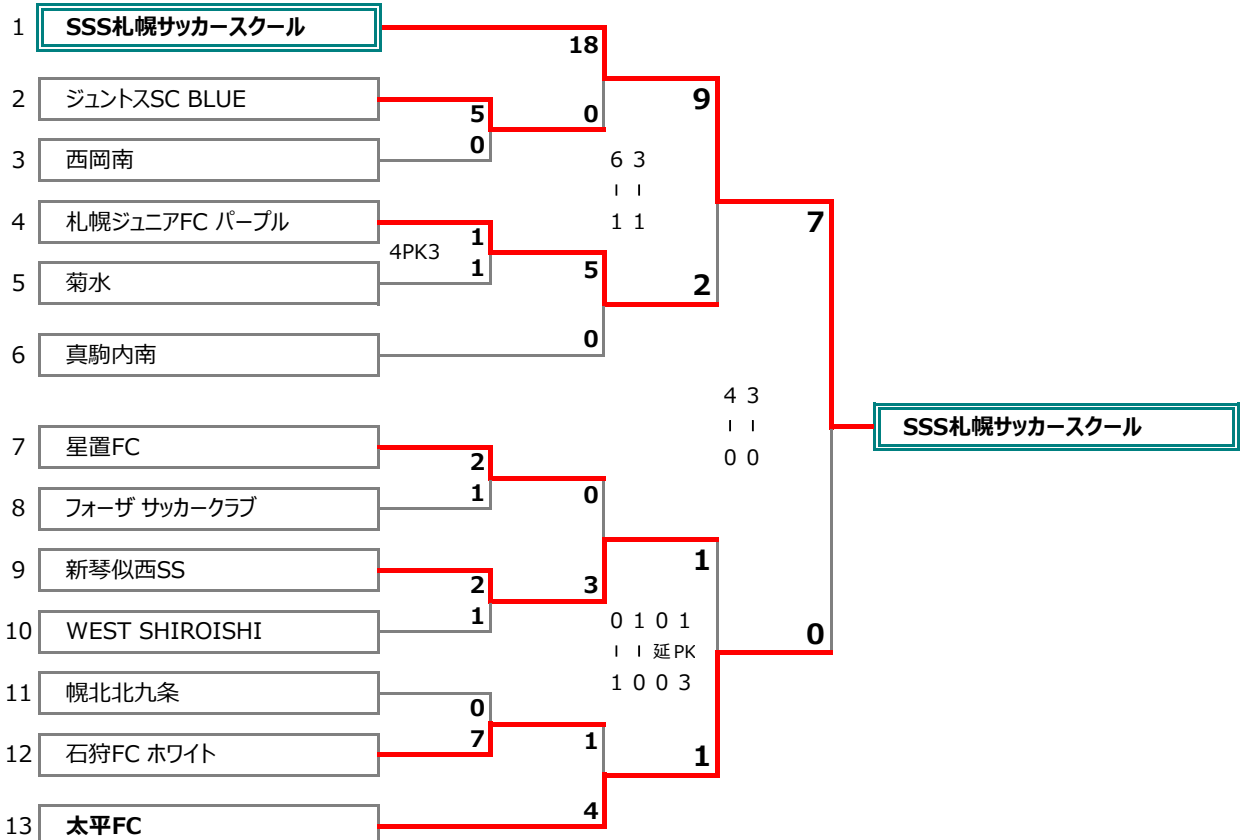 1 SSS札幌サッカースクール
18
2 ジュントスSC BLUE
9
5
0
0
3 西岡南
6 3
4 札幌ジュニアFC パープル
ー ー
1 1
7
1
4PK3
1
5
5 菊水
2
0
6 真駒内南
4 3
ー ー
SSS札幌サッカースクール
7 星置FC
0 0
2
1
0
8 フォーザ サッカークラブ
1
9 新琴似西SS
2
3
1
0 1 0 1
10 WEST SHIROISHI
0
ー ー 延 PK
1 0 0 3
11 幌北北九条
0
7
1
12 石狩FC ホワイト
1
4
13 太平FC